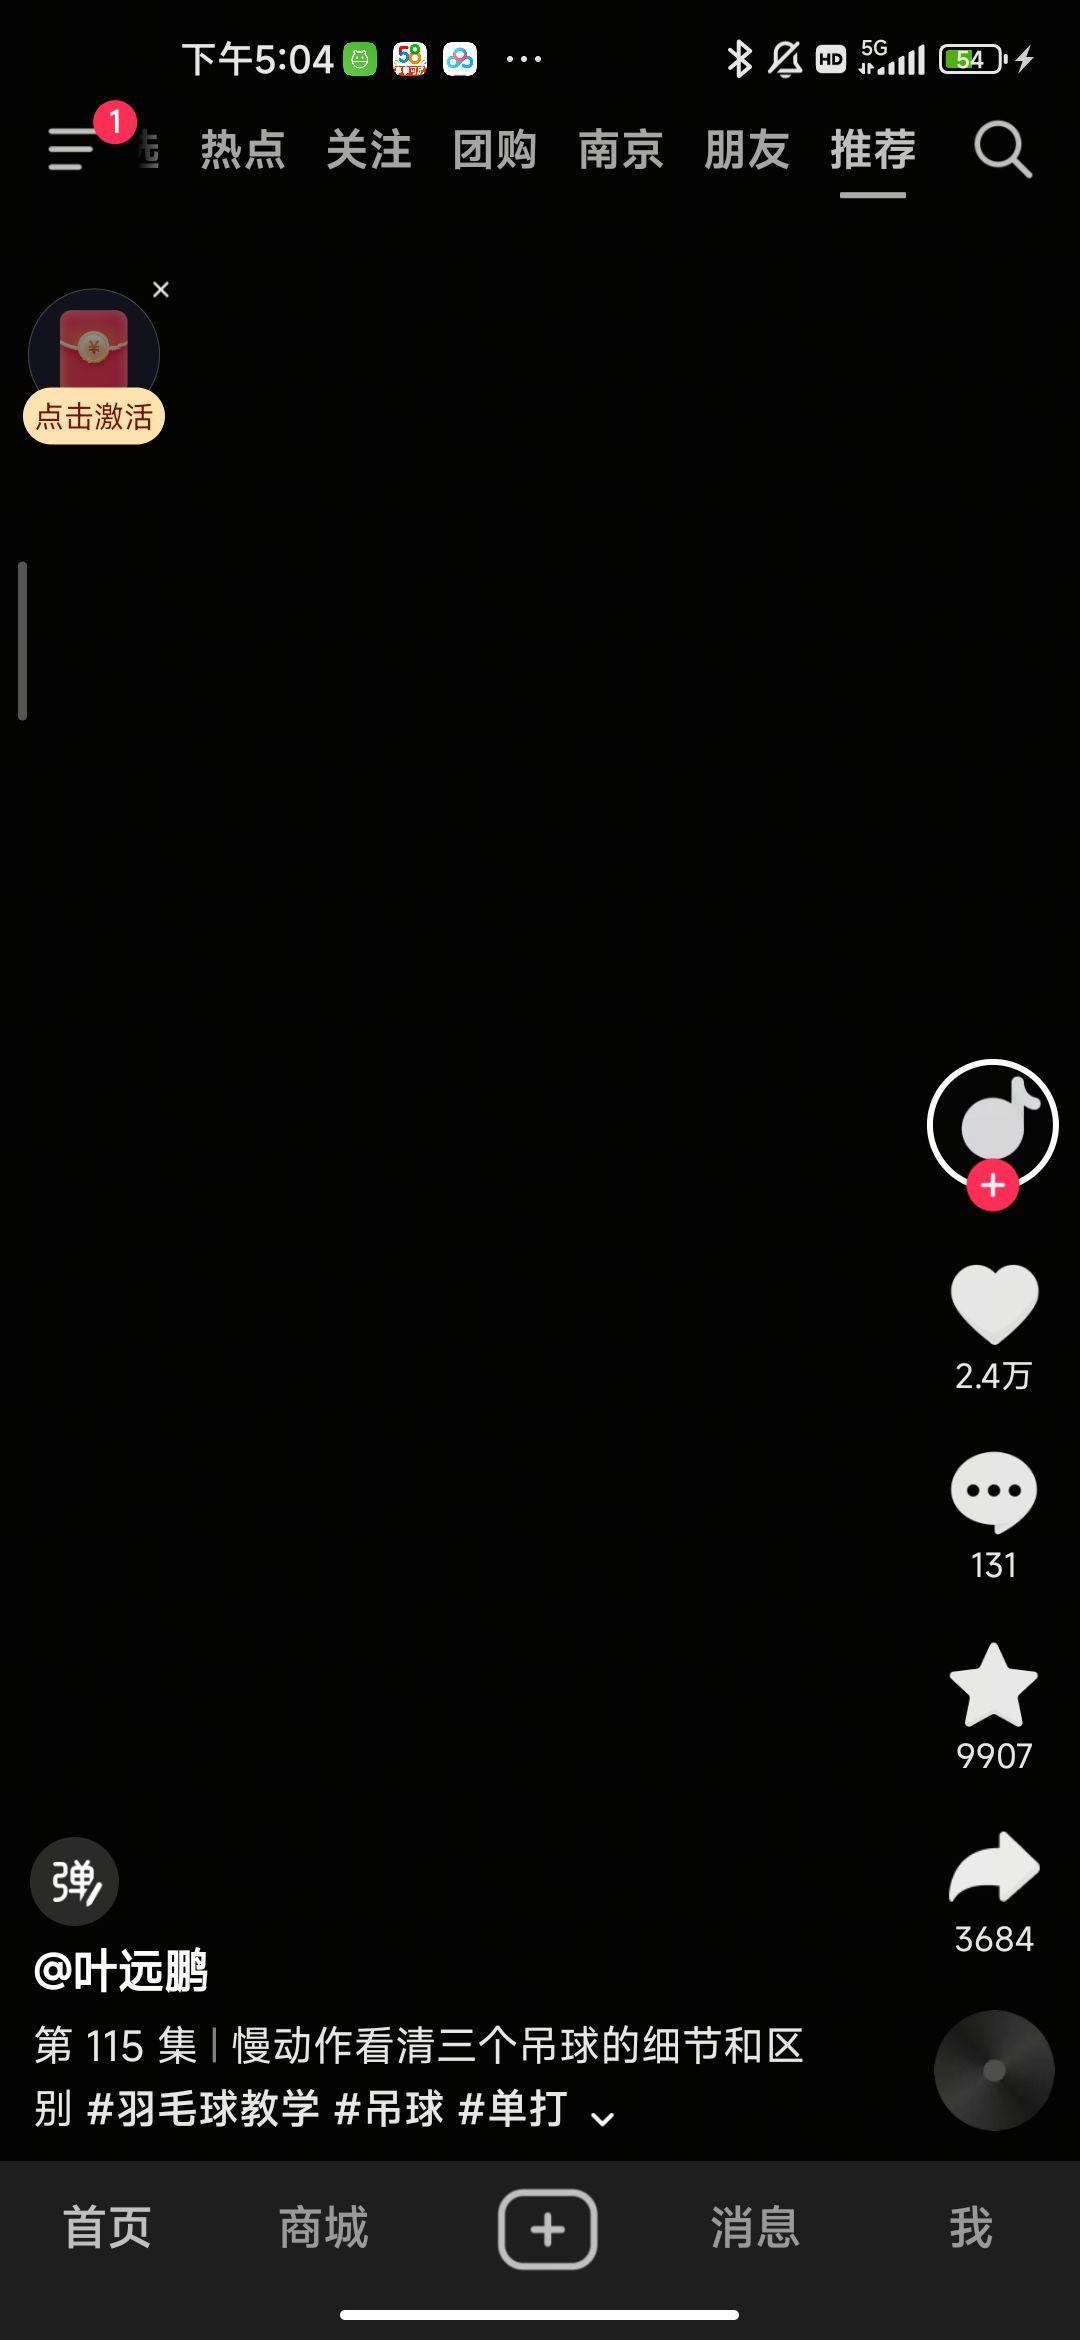 下午5:04
58
HD
5G
54
1
热点 关注 团购 南京 朋友 推荐
点击激活
2.4万
131
9907
3684
弹
@叶远鹏
第 115 集 | 慢动作看清三个吊球的细节和区
别 #羽毛球教学 #吊球 #单打
首页 商城 消息 我